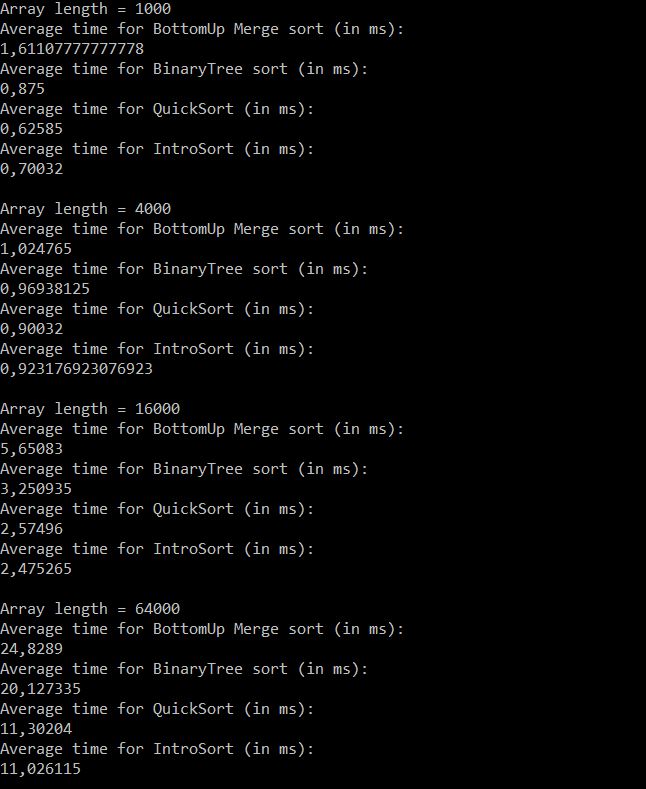 Array length = 1000
Average time for BottomUp Merge sort (in ms):
1,61107777777778
Average time for BinaryTree sort (in ms):
0,875
Average time for QuickSort (in ms):
0,62585
Average time for IntroSort (in ms):
0,70032
Array length = 4000
Average time for BottomUp Merge sort (in ms):
1,024765
Average time for BinaryTree sort (in ms):
0,96938125
Average time for QuickSort (in ms):
0,90032
Average time for IntroSort (in ms):
0,923176923076923
Array length = 16000
Average time for BottomUp Merge sort (in ms):
5,65083
Average time for BinaryTree sort (in ms):
3,250935
Average time for QuickSort (in ms):
2,57496
Average time for IntroSort (in ms):
2,475265
Array length = 64000
Average time for BottomUp Merge sort (in ms):
24,8289
Average time for BinaryTree sort (in ms):
20,127335
Average time for QuickSort (in ms):
11,30204
Average time for IntroSort (in ms):
11,026115